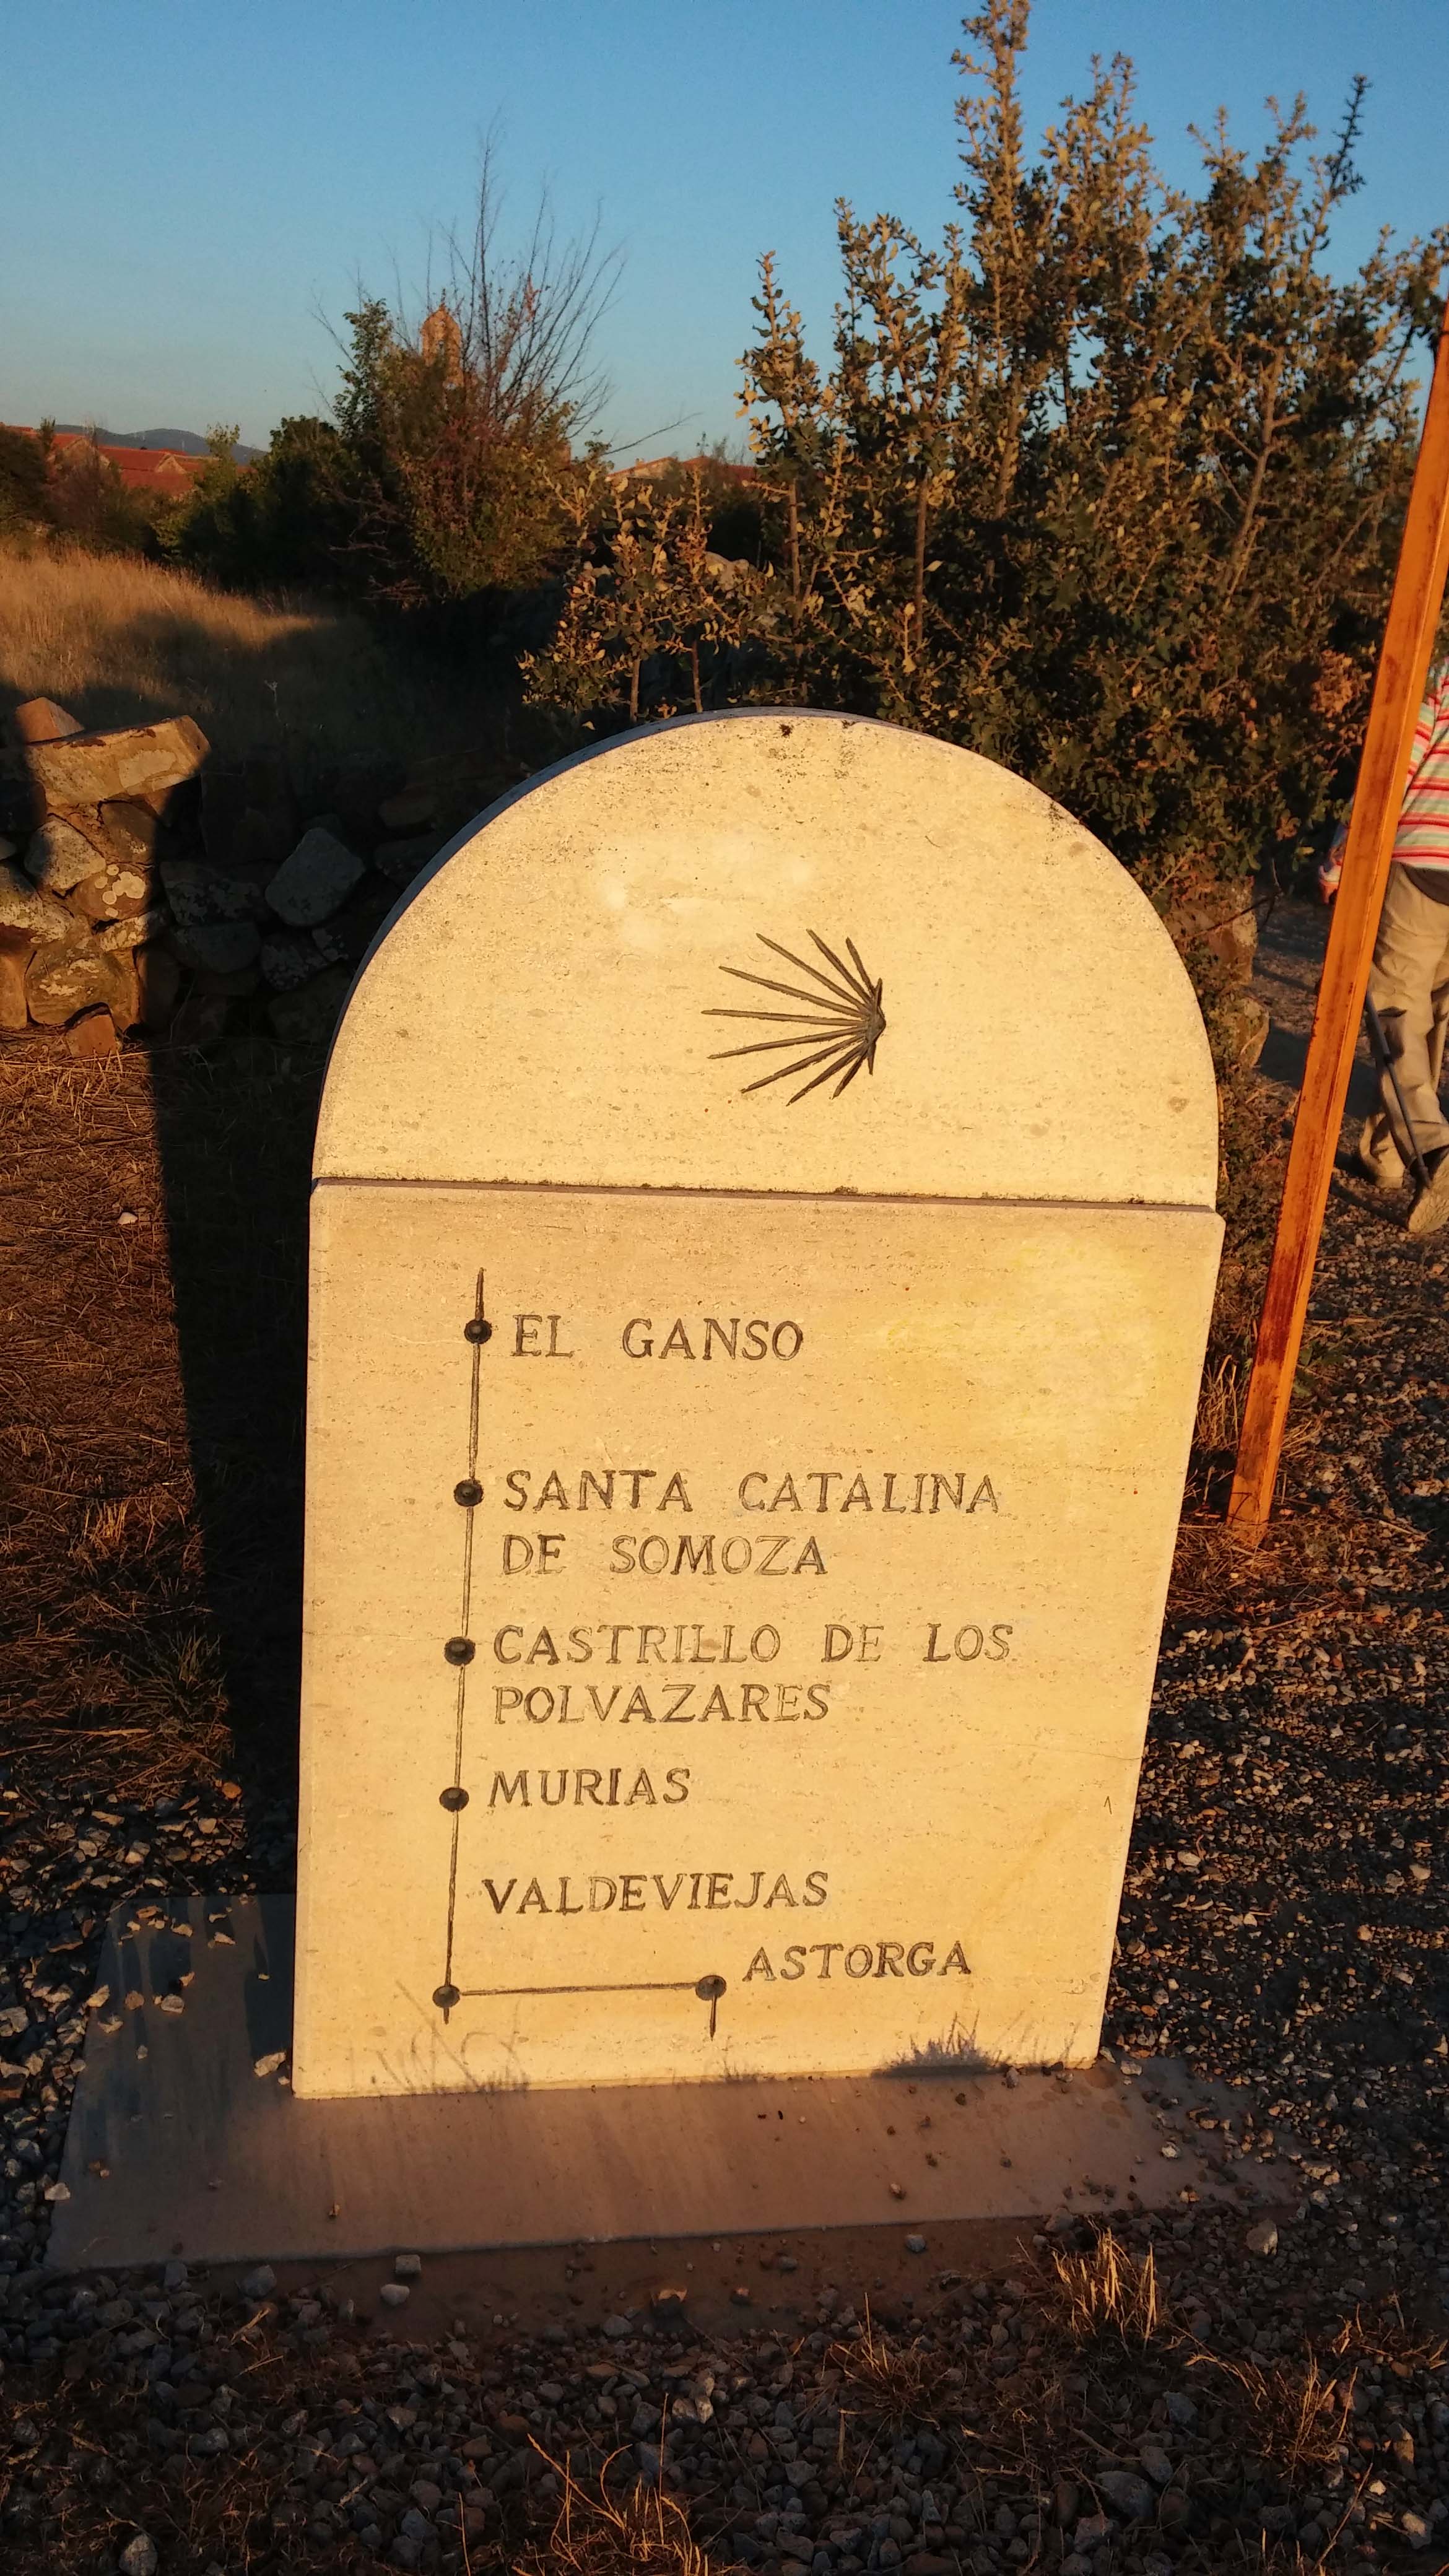 EL GANSO
SANTA CATALINA
DE SOMOZA
CASTRILLO DE LOS
POLVAZARES
MURIAS
VALDEVIEJAS
ASTORGA